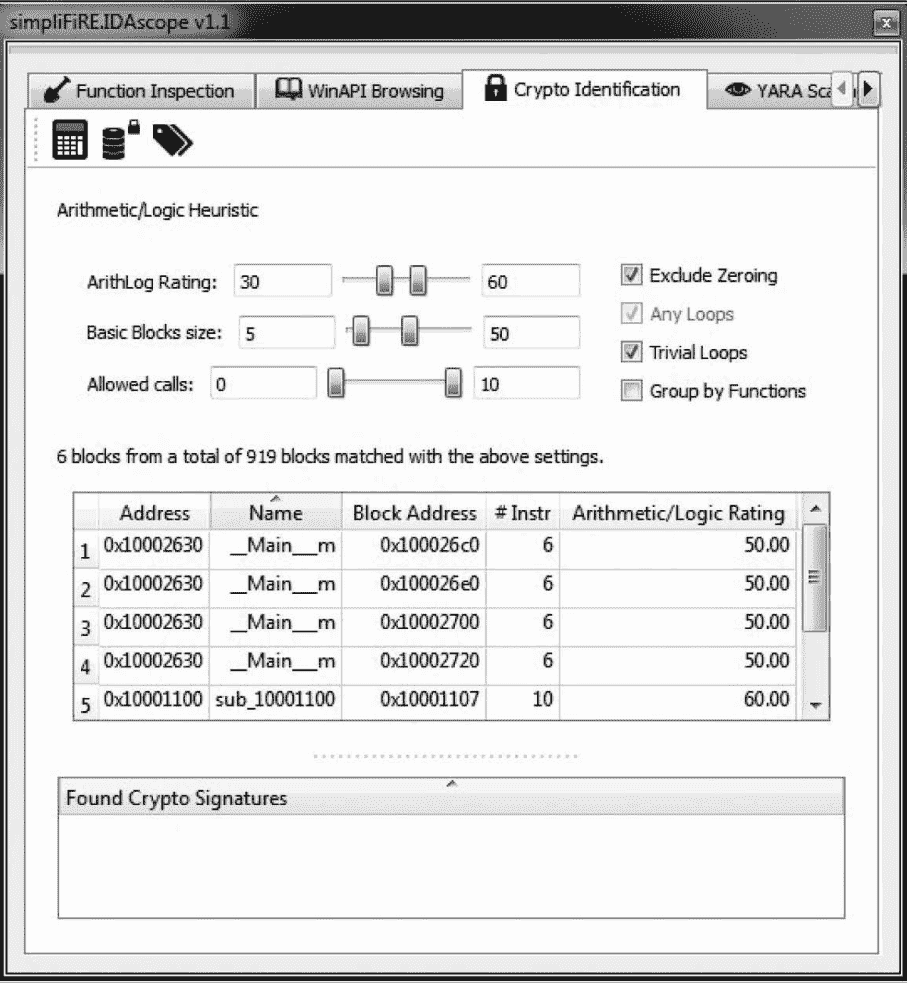 simpliFiRE.IDAscope v1.1
x
Function Inspection WinAPI Browsing Crypto Identification YARA Sca
Arithmetic/Logic Heuristic
ArithLog Rating: 30 60 Exclude Zeroing
Any Loops
Basic Blocks size: 5 50
Trivial Loops
Allowed calls: 0 10 Group by Functions
6 blocks from a total of 919 blocks matched with the above settings.
Address Name Block Address # Instr Arithmetic/Logic Rating
1 0x10002630 __Main__m 0x100026c0 6 50.00
2 0x10002630 __Main__m 0x100026e0 6 50.00
3 0x10002630 __Main__m 0x10002700 6 50.00
4 0x10002630 __Main__m 0x10002720 6 50.00
5 0x10001100 sub_10001100 0x10001107 10 60.00
Found Crypto Signatures